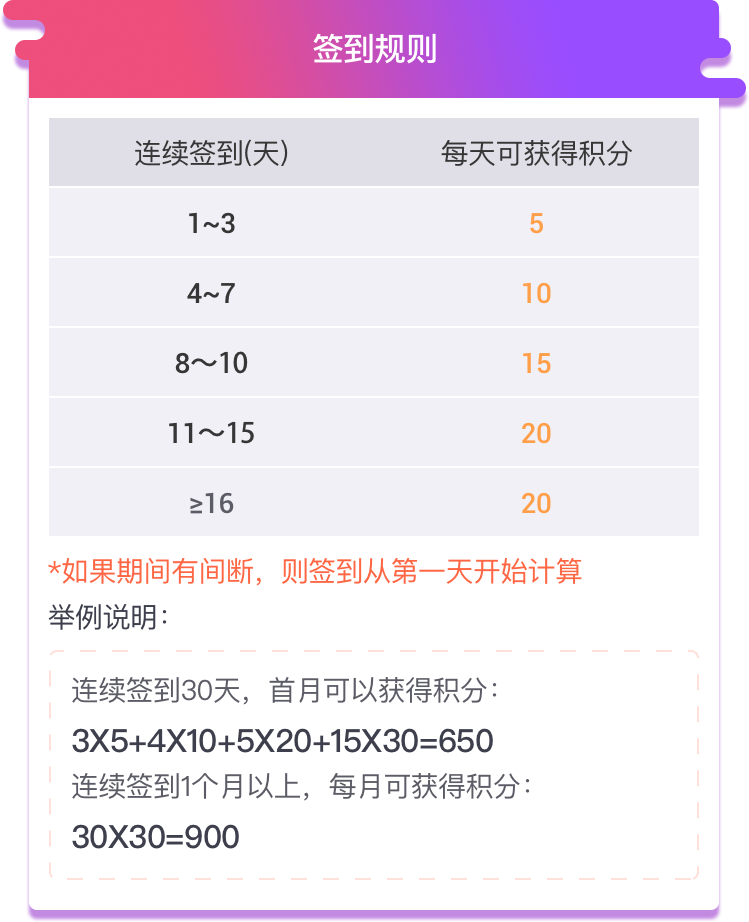 签到规则
连续签到(天) 每天可获得积分
1~3 5
4~7 10
8～10 15
11～15 20
≥16 20
*如果期间有间断，则签到从第一天开始计算
举例说明：
连续签到30天，首月可以获得积分：
3X5+4X10+5X20+15X30=650
连续签到1个月以上，每月可获得积分：
30X30=900